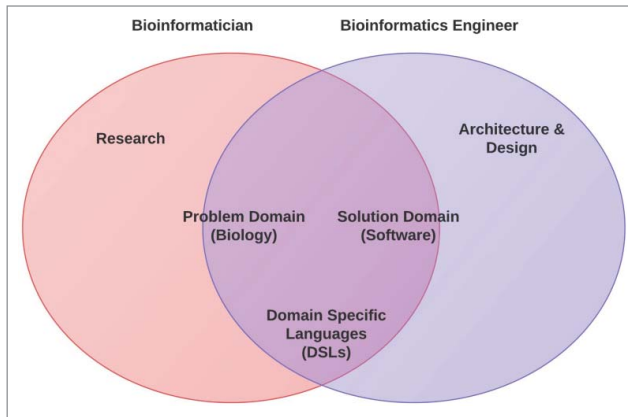 Bioinformatician
Bioinformatics Engineer
Research
Architecture &
Design
Problem Domain
(Biology)
Solution Domain
(Software)
Domain Specific
Languages
(DSLs)